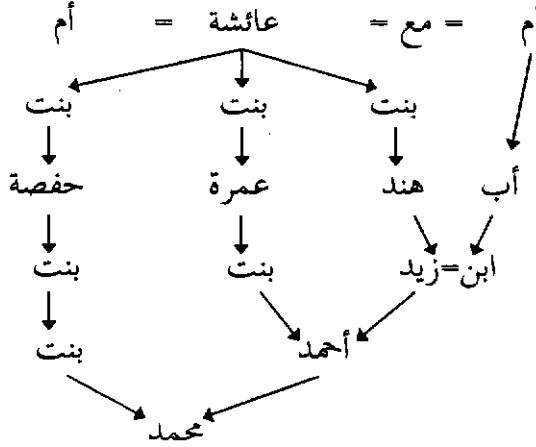 أم = مع = عائشة = أم
بنت بنت بنت
أب هند عمرة حفصة
ابن=زيد بنت بنت
أحمد بنت
محمد